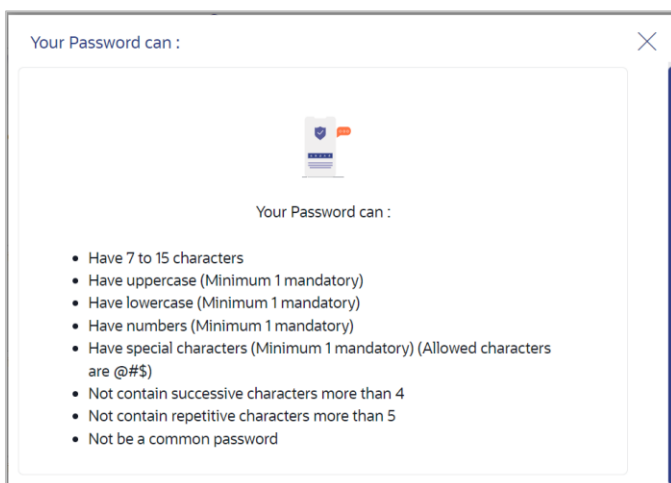 Your Password can :
Your Password can :
Have 7 to 15 characters
Have uppercase (Minimum 1 mandatory)
Have lowercase (Minimum 1 mandatory)
Have numbers (Minimum 1 mandatory)
Have special characters (Minimum 1 mandatory) (Allowed characters
are @#$)
Not contain successive characters more than 4
Not contain repetitive characters more than 5
Not be a common password